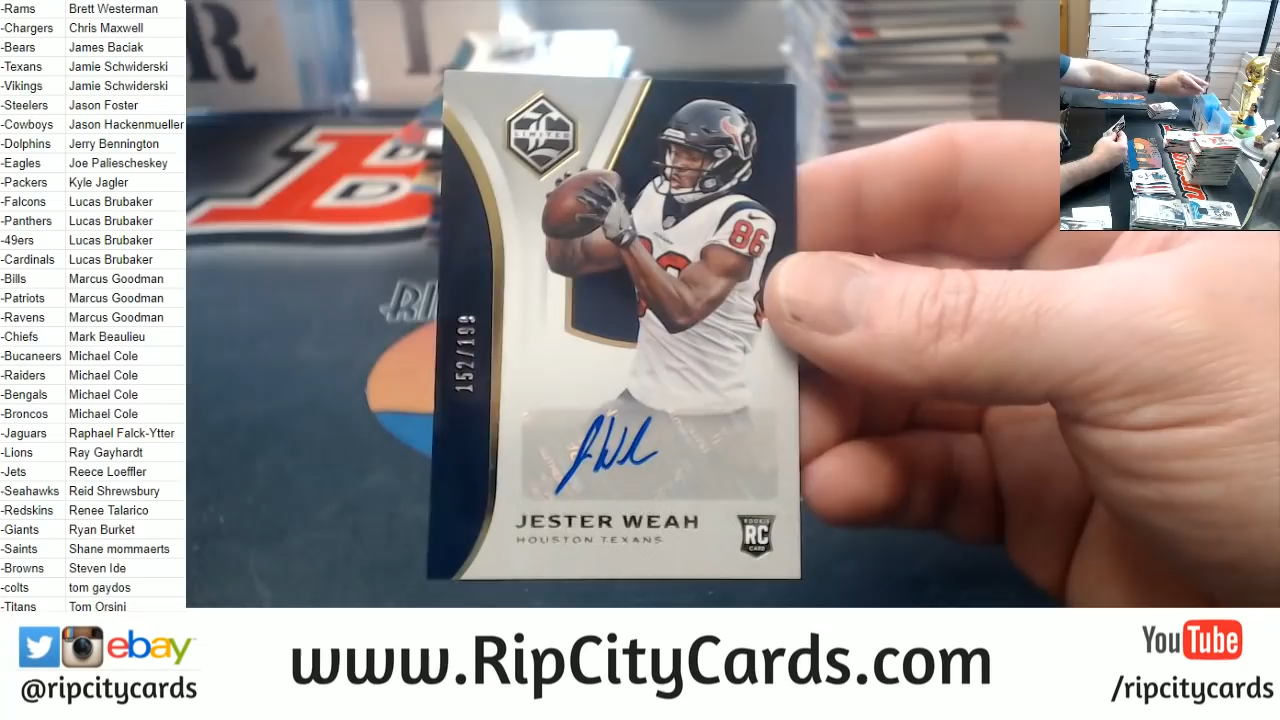 -Rams Brett Westerman
-Chargers Chris Maxwell
-Bears James Baciak
-Texans Jamie Schwiderski
-Vikings Jamie Schwiderski
-Steelers Jason Foster
-Cowboys Jason Hackenmueller
-Dolphins Jerry Bennington
-Eagles Joe Paliescheskey
-Packers Kyle Jagler
-Falcons Lucas Brubaker
-Panthers Lucas Brubaker
-49ers Lucas Brubaker
-Cardinals Lucas Brubaker
-Bills Marcus Goodman
-Patriots Marcus Goodman
-Ravens Marcus Goodman
-Chiefs Mark Beaulieu
-Bucaneers Michael Cole
-Raiders Michael Cole
-Bengals Michael Cole
-Broncos Michael Cole
-Jaguars Raphael Falck-Ytter
-Lions Ray Gayhardt
-Jets Reece Loeffler
-Seahawks Reid Shrewsbury
-Redskins Renee Talarico
-Giants Ryan Burket
-Saints Shane mommaerts
-Browns Steven Ide
-colts tom gaydos
-Titans Tom Orsini
LIMITED
86
152/199
JESTER WEAH
HOUSTON TEXANS
ROOKIE
RC
CARD
ebay
@ripcitycards
www.RipCityCards.com
YouTube
/ripcitycards